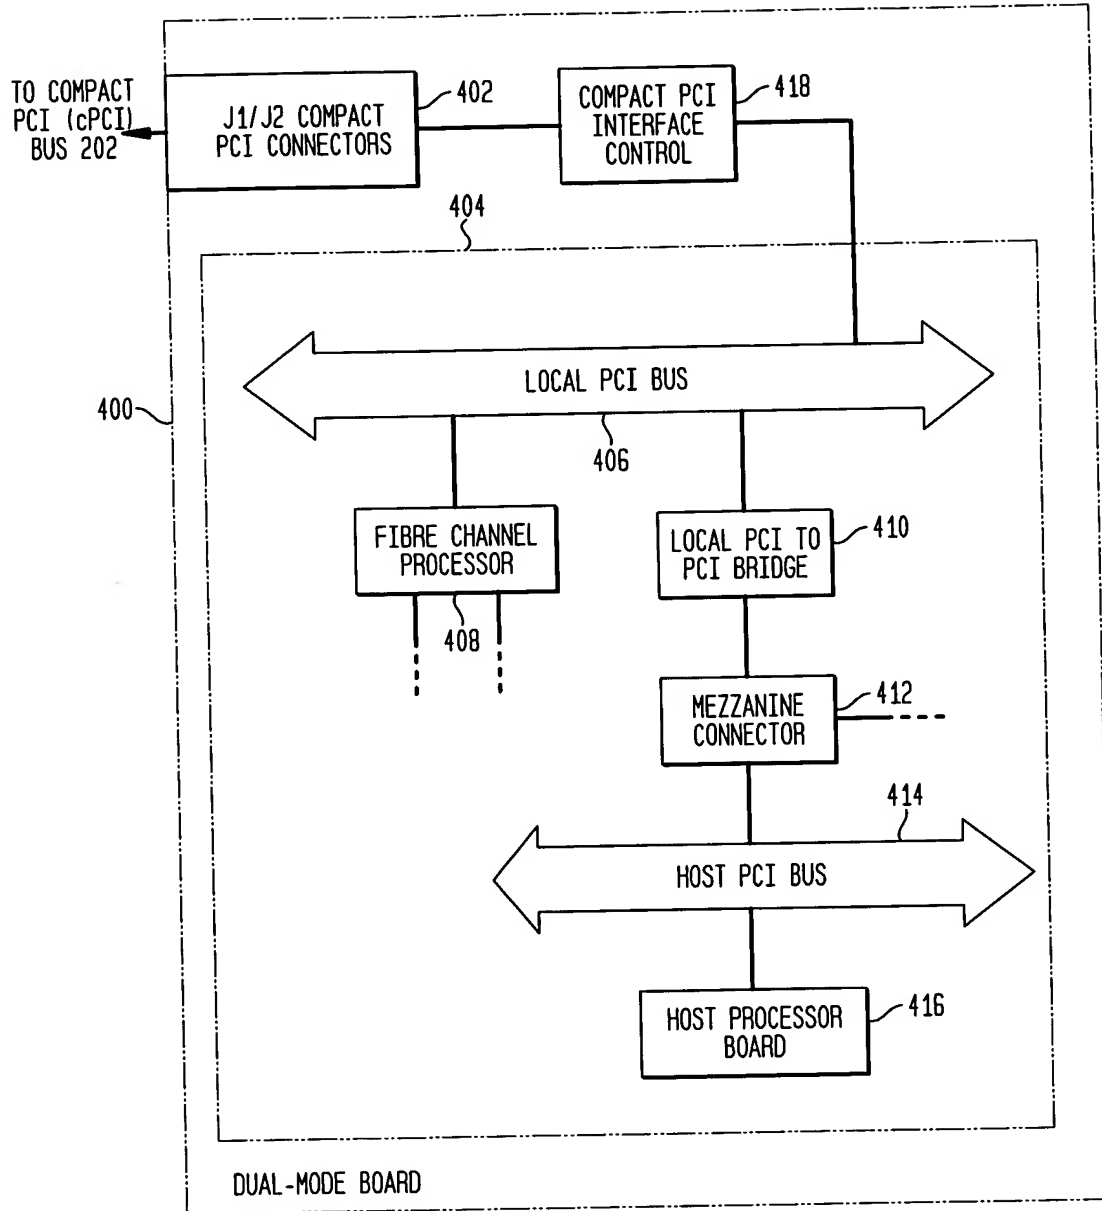 TO COMPACT
PCI (cPCI)
BUS 202
J1/J2 COMPACT
PCI CONNECTORS
402
COMPACT PCI
INTERFACE
CONTROL
418
404
400
LOCAL PCI BUS
406
FIBRE CHANNEL
PROCESSOR
408
LOCAL PCI TO
PCI BRIDGE
410
MEZZANINE
CONNECTOR
412
414
HOST PCI BUS
HOST PROCESSOR
BOARD
416
DUAL-MODE BOARD